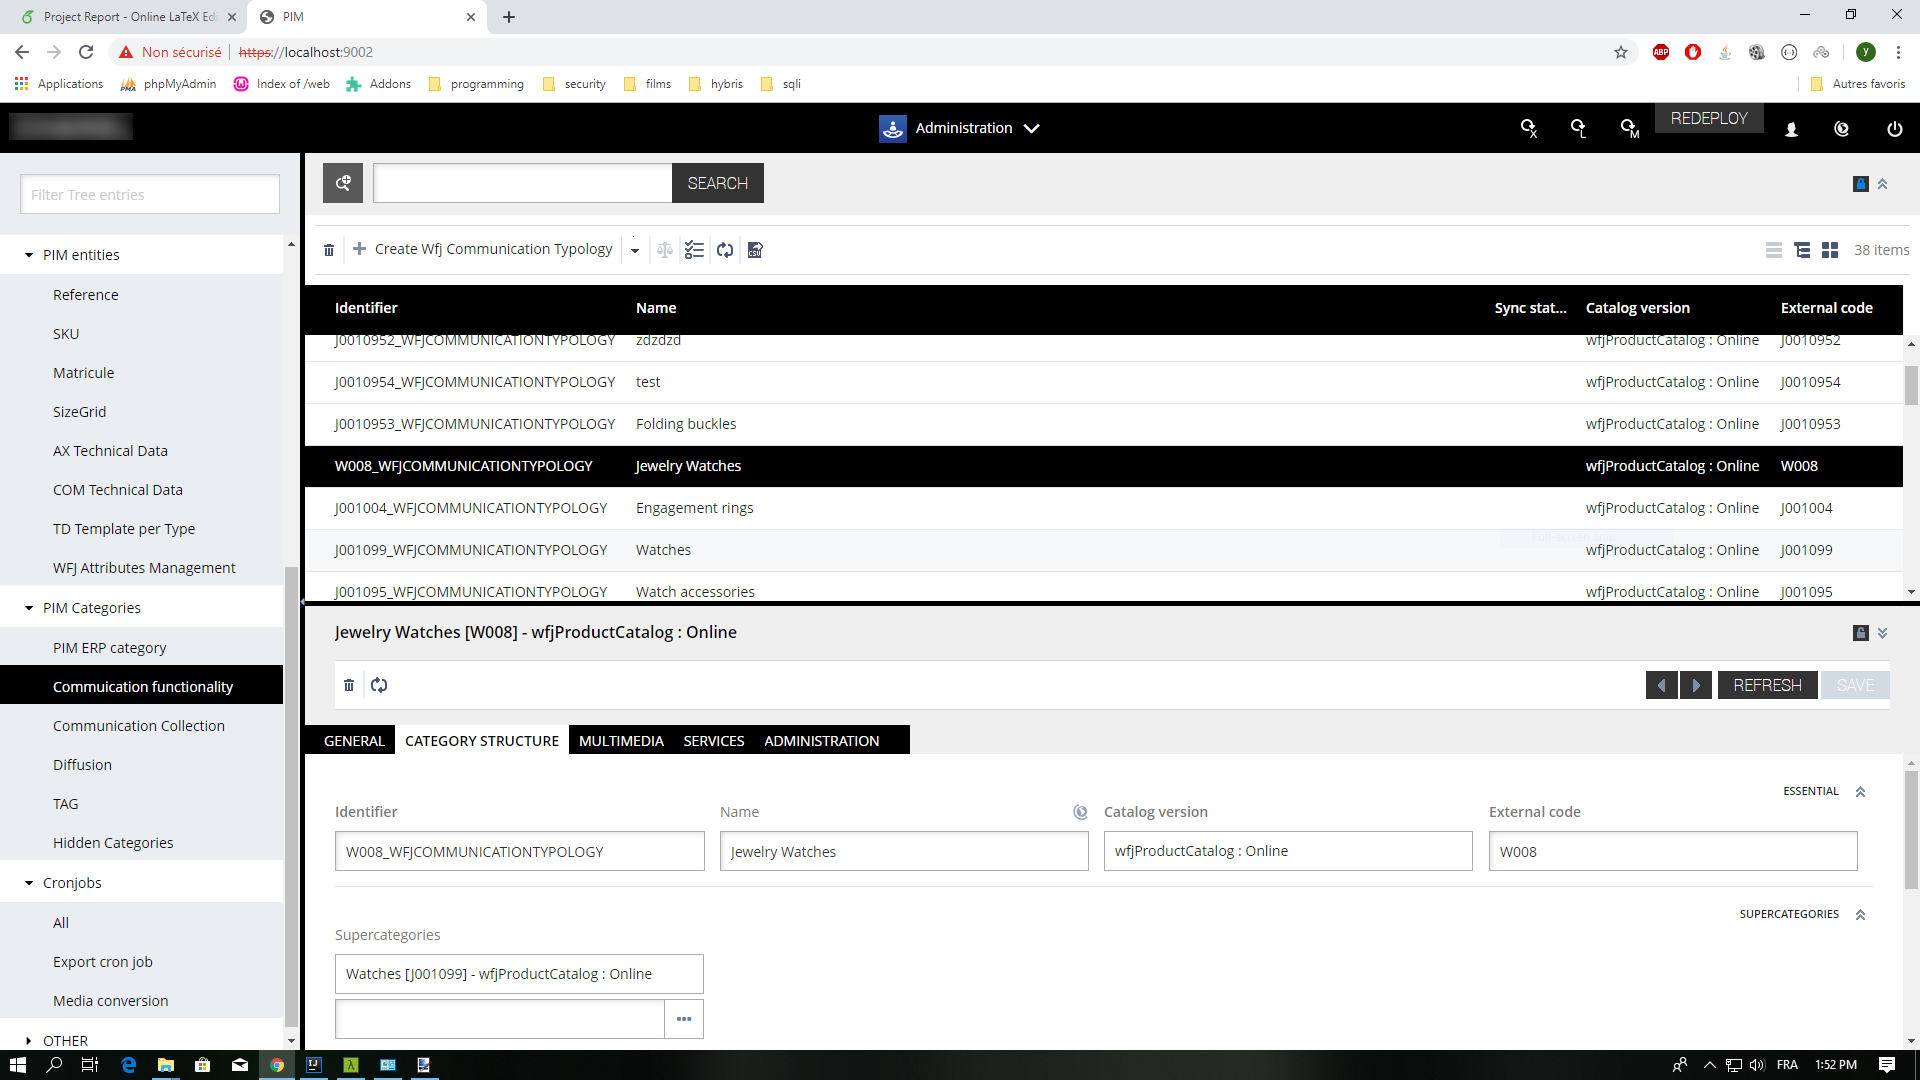 Project Report - Online LaTeX Edi
PIM
Non sécurisé
https://localhost:9002
ABP
y
Applications
phpMyAdmin
Index of /web
Addons
programming
security
films
hybris
sqli
Autres favoris
Administration
X
L
M
REDEPLOY
Filter Tree entries
SEARCH
PIM entities
Reference
SKU
Matricule
SizeGrid
AX Technical Data
COM Technical Data
TD Template per Type
WFJ Attributes Management
PIM Categories
PIM ERP category
Commuication functionality
Communication Collection
Diffusion
TAG
Hidden Categories
Cronjobs
All
Export cron job
Media conversion
OTHER
Create Wfj Communication Typology
CSV
38 items
Identifier Name Sync stat... Catalog version External code
J0010952_WFJCOMMUNICATIONTYPOLOGY zdzdzd wfjProductCatalog : Online J0010952
J0010954_WFJCOMMUNICATIONTYPOLOGY test wfjProductCatalog : Online J0010954
J0010953_WFJCOMMUNICATIONTYPOLOGY Folding buckles wfjProductCatalog : Online J0010953
W008_WFJCOMMUNICATIONTYPOLOGY Jewelry Watches wfjProductCatalog : Online W008
J001004_WFJCOMMUNICATIONTYPOLOGY Engagement rings wfjProductCatalog : Online J001004
J001099_WFJCOMMUNICATIONTYPOLOGY Watches wfjProductCatalog : Online J001099
J001095_WFJCOMMUNICATIONTYPOLOGY Watch accessories wfjProductCatalog : Online J001095
Jewelry Watches [W008] - wfjProductCatalog : Online
REFRESH
SAVE
GENERAL CATEGORY STRUCTURE MULTIMEDIA SERVICES ADMINISTRATION
ESSENTIAL
Identifier Name Catalog version External code
W008_WFJCOMMUNICATIONTYPOLOGY Jewelry Watches wfjProductCatalog : Online W008
SUPERCATEGORIES
Supercategories
Watches [J001099] - wfjProductCatalog : Online
...
IJ
λ
FRA
1:52 PM